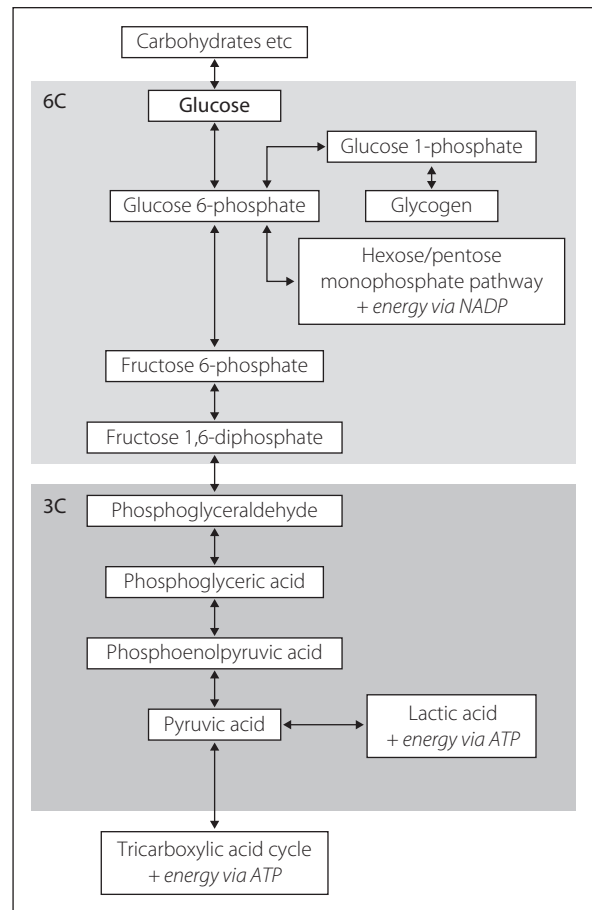 Carbohydrates etc
6C
Glucose
Glucose 1-phosphate
Glucose 6-phosphate
Glycogen
Hexose/pentose
monophosphate pathway
+ energy via NADP
Fructose 6-phosphate
Fructose 1,6-diphosphate
3C
Phosphoglyceraldehyde
Phosphoglyceric acid
Phosphoenolpyruvic acid
Pyruvic acid
Lactic acid
+ energy via ATP
Tricarboxylic acid cycle
+ energy via ATP